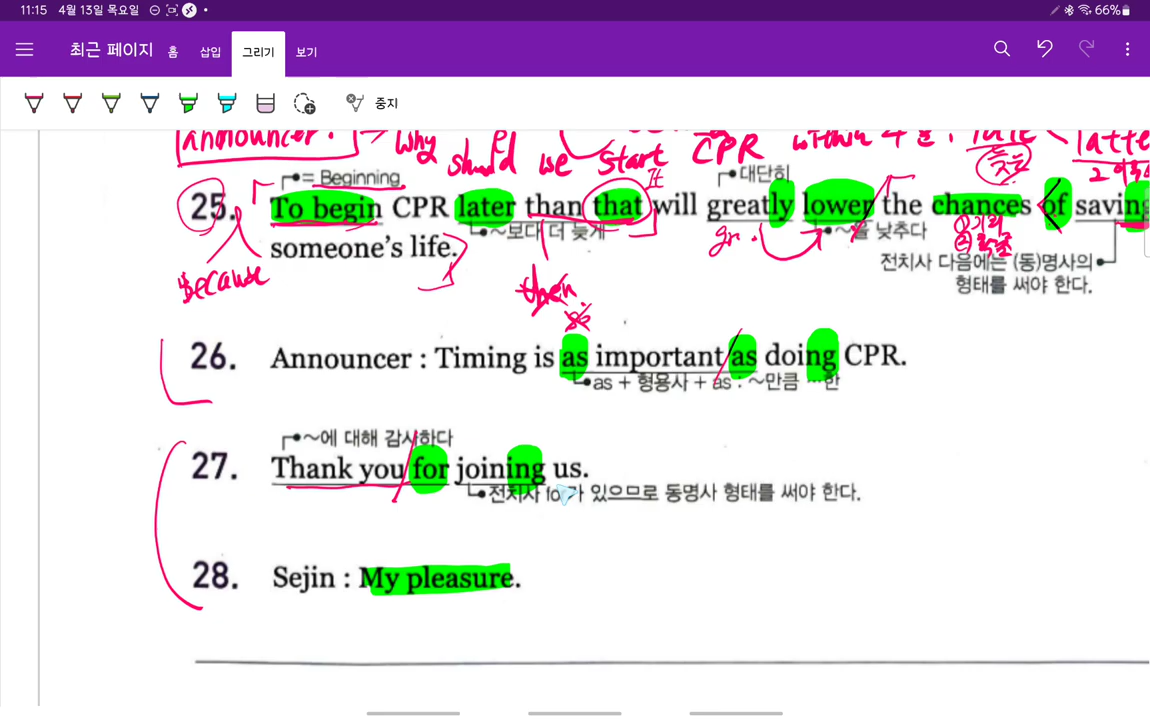 11:15 4월 13일 목요일 66%
최근 페이지 홈 삽입 그리기 보기
중지
announcer. → Why should we start CPR within 4 latte
= Beginning 대단히
25. To begin CPR later than that will greatly lower the chances of saving
~보다 더 늦게 ~을 낮추다
someone's life.
전치사 다음에는 (동)명사의
because then
형태를 써야 한다.
26. Announcer : Timing is as important as doing CPR.
as + 형용사 + as : ~만큼 …한
~에 대해 감사하다
27. Thank you for joining us.
전치사 for가 있으므로 동명사 형태를 써야 한다.
28. Sejin : My pleasure.